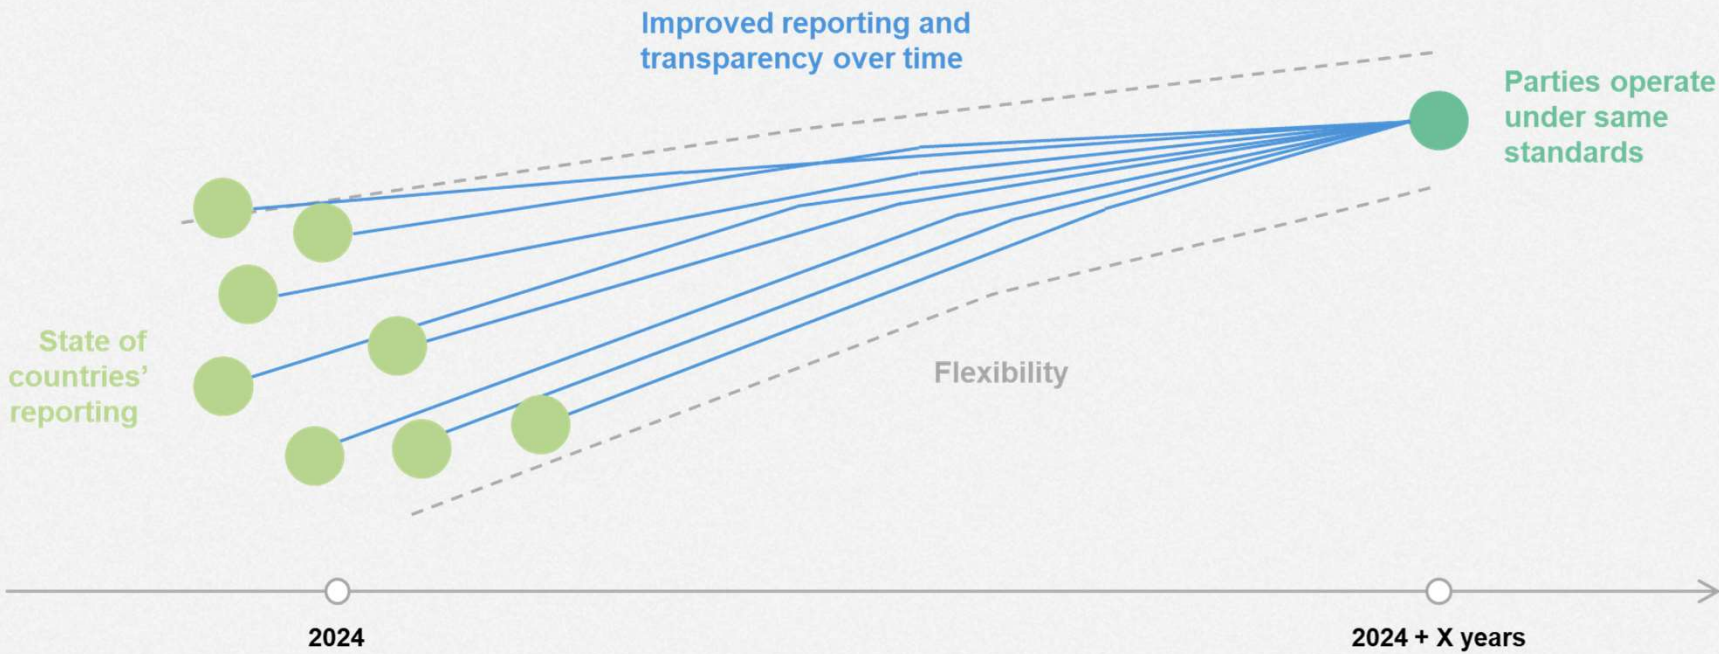 Improved reporting and
transparency over time
Parties operate
under same
standards
State of
countries’
reporting
Flexibility
2024
2024 + X years